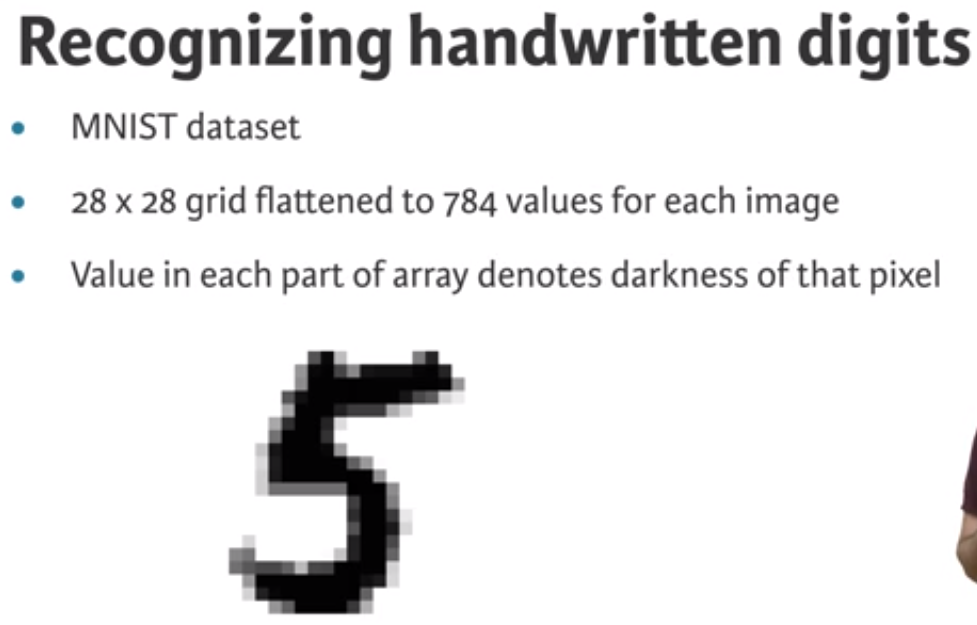 Recognizing handwritten digits
• MNIST dataset
• 28 x 28 grid flattened to 784 values for each image
• Value in each part of array denotes darkness of that pixel
5